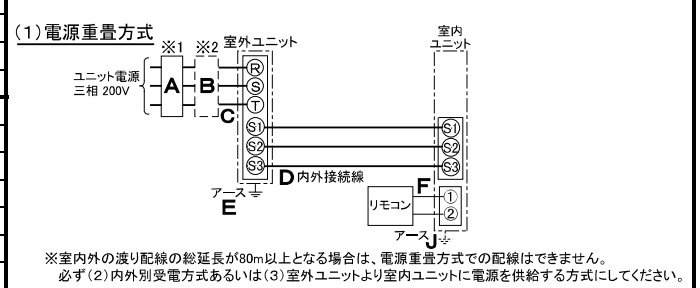 (1)電源重畳方式
※1 ※2 室外ユニット
室内
ユニット
ユニット電源
三相 200V
A B
C
R
S
T
S1
S2
S3
S1
S2
S3
D 内外接続線
アース
E
F
リモコン
①
②
アース J
※室内外の渡り配線の総延長が80m以上となる場合は、電源重畳方式での配線はできません。
必ず(2)内外別受電方式あるいは(3)室外ユニットより室内ユニットに電源を供給する方式にしてください。